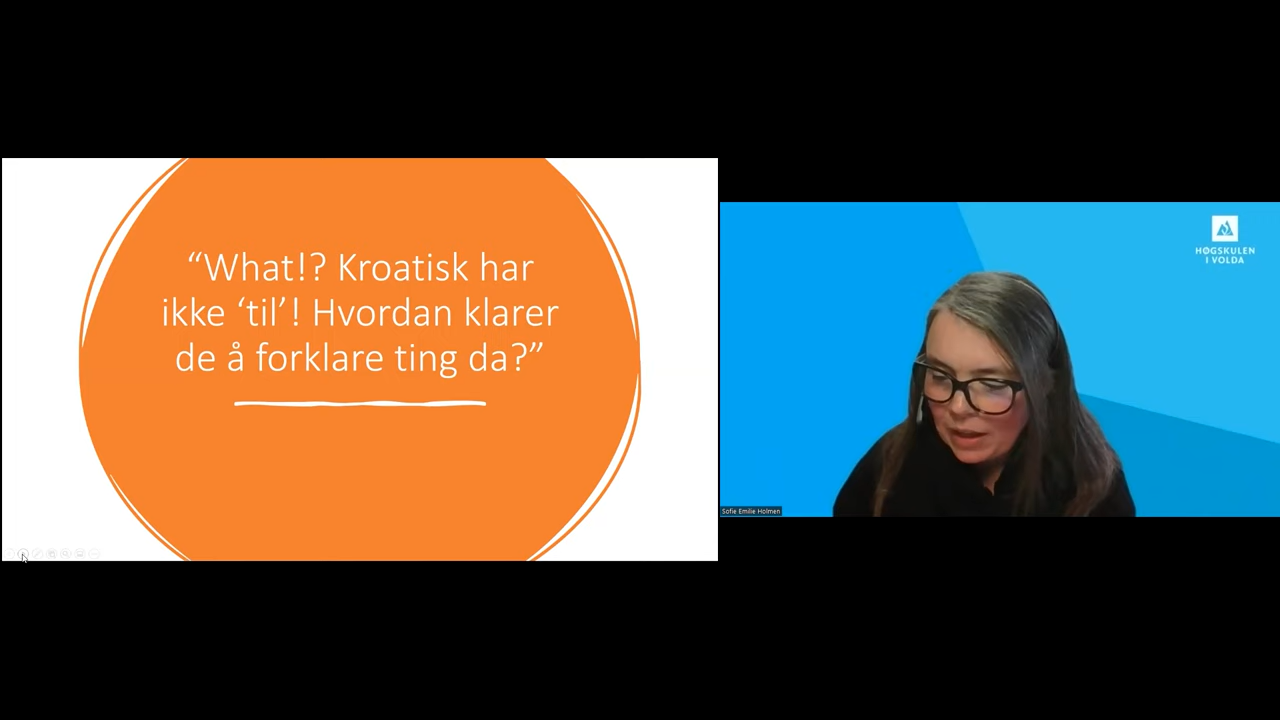 “What!? Kroatisk har
ikke ‘til’! Hvordan klarer
de å forklare ting da?”
HØGSKULEN
I VOLDA
Sofie Emilie Holmen